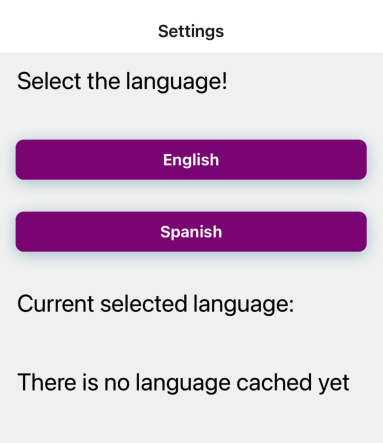 Settings
Select the language!
English
Spanish
Current selected language:
There is no language cached yet